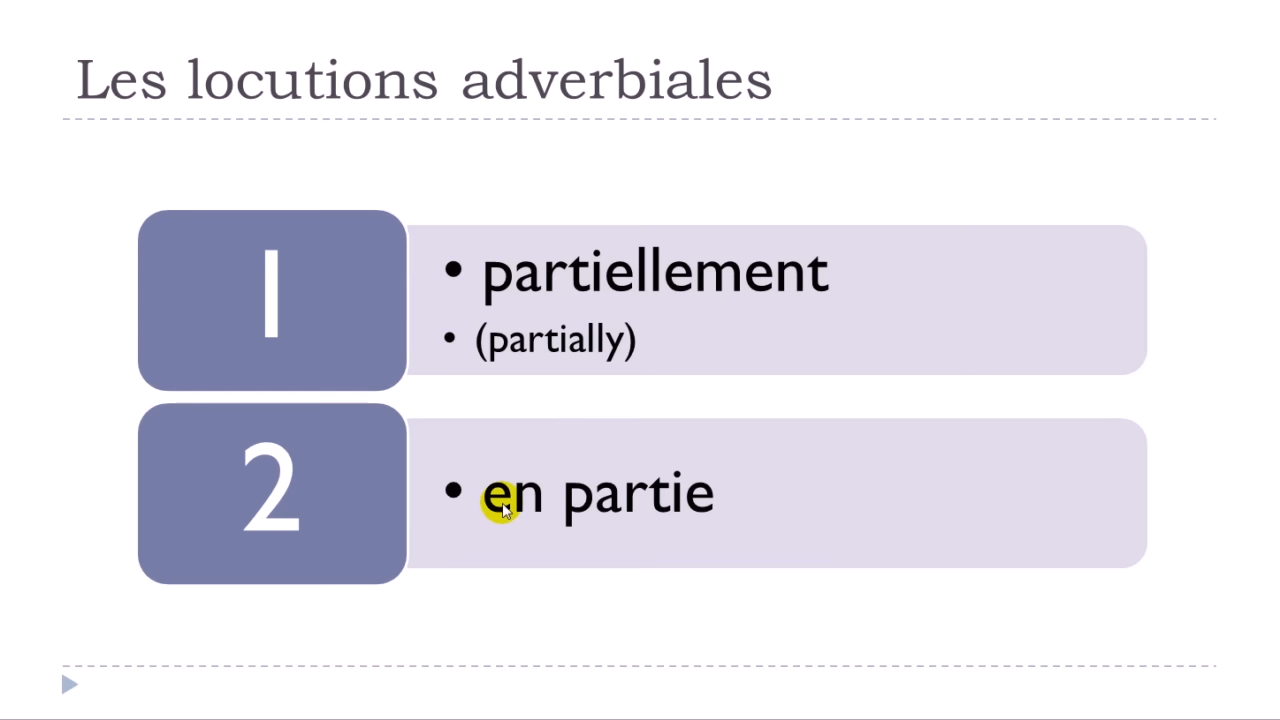 Les locutions adverbiales
1
• partiellement
• (partially)
2
• en partie